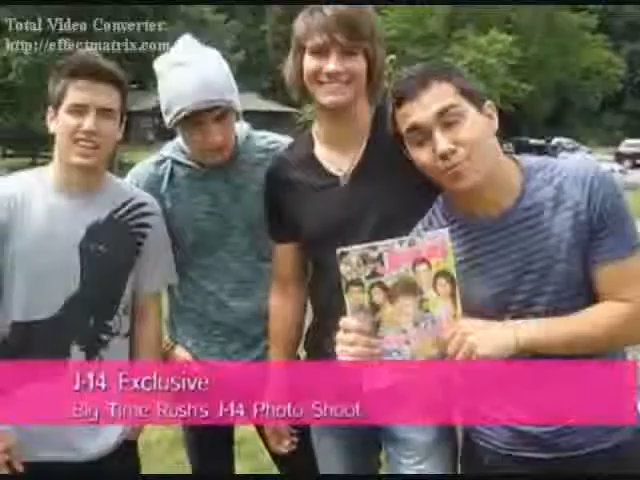 Total Video Converter
http://effectmatrix.com
J-14 Exclusive
Big Time Rush's J-14 Photo Shoot